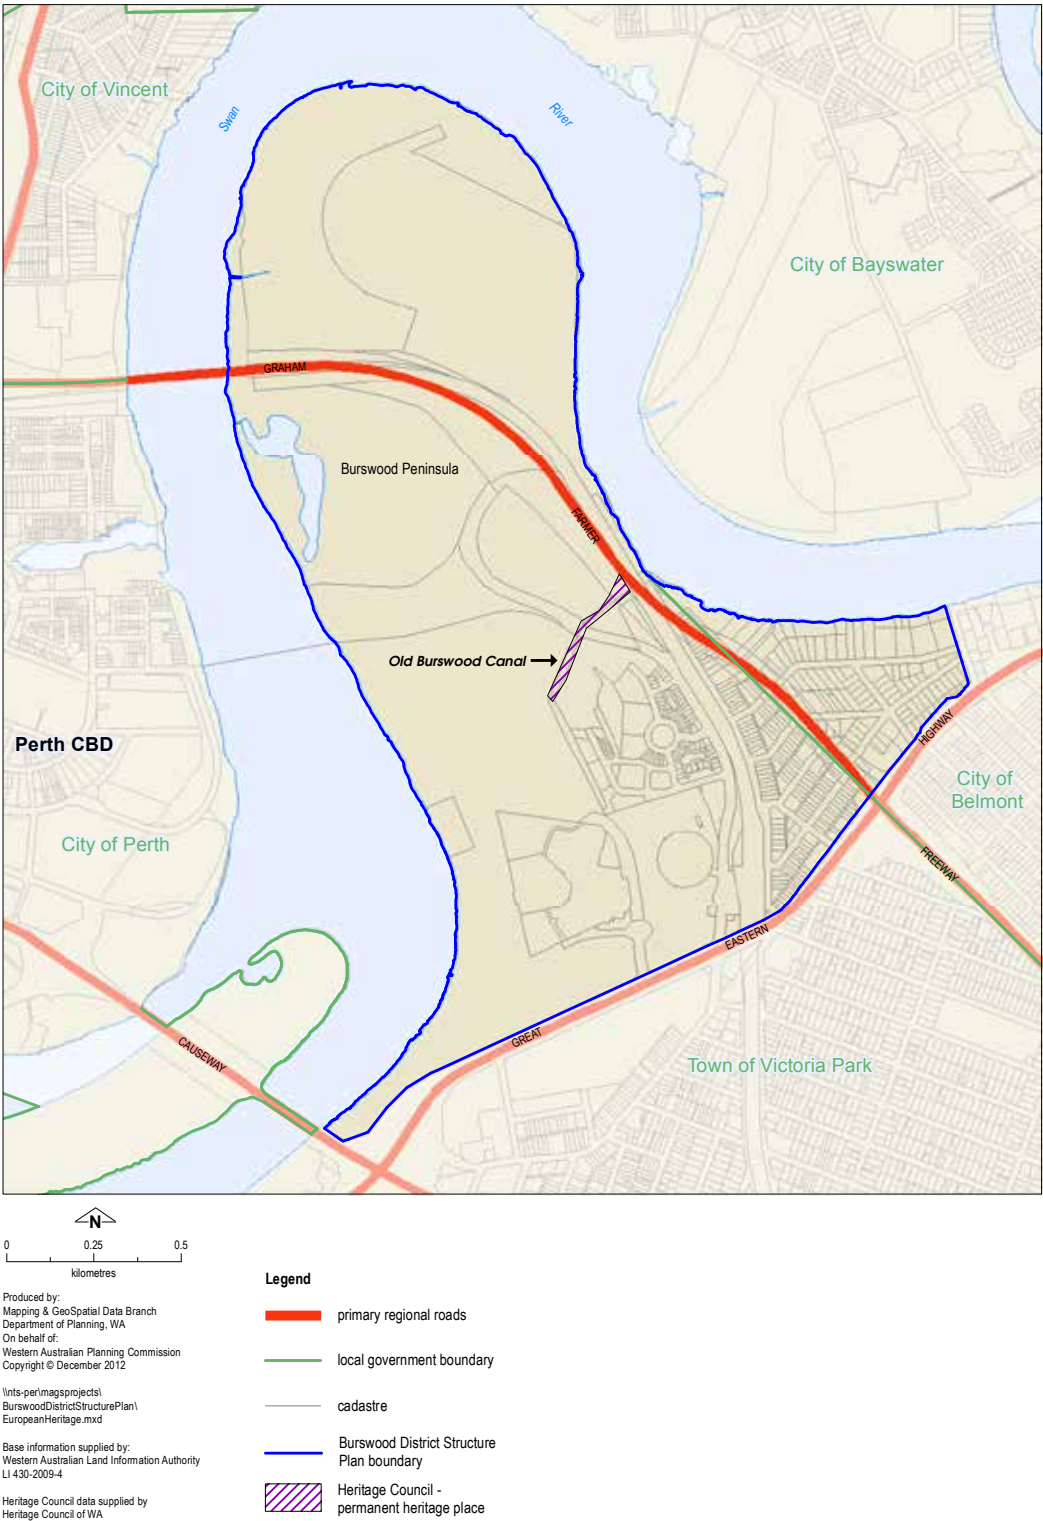 City of Vincent
Swan
River
City of Bayswater
GRAHAM
Burswood Peninsula
FARMER
Old Burswood Canal
HIGHWAY
Perth CBD
City of
Belmont
City of Perth
FREEWAY
EASTERN
GREAT
CAUSEWAY
Town of Victoria Park
N
0 0.25 0.5
kilometres
Produced by:
Mapping & GeoSpatial Data Branch
Department of Planning, WA
On behalf of:
Western Australian Planning Commission
Copyright © December 2012
\\nts-per\magsprojects\
BurswoodDistrictStructurePlan\
EuropeanHeritage.mxd
Base information supplied by:
Western Australian Land Information Authority
LI 430-2009-4
Heritage Council data supplied by
Heritage Council of WA
Legend
primary regional roads
local government boundary
cadastre
Burswood District Structure
Plan boundary
Heritage Council -
permanent heritage place